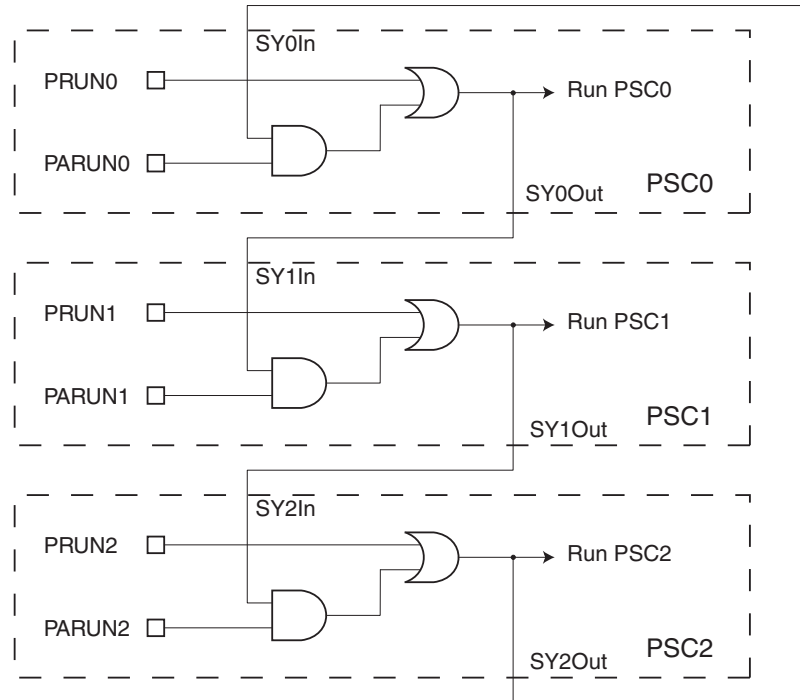 SY0In
PRUN0
Run PSC0
PARUN0
PSC0
SY0Out
SY1In
PRUN1
Run PSC1
PARUN1
PSC1
SY1Out
SY2In
PRUN2
Run PSC2
PARUN2
PSC2
SY2Out